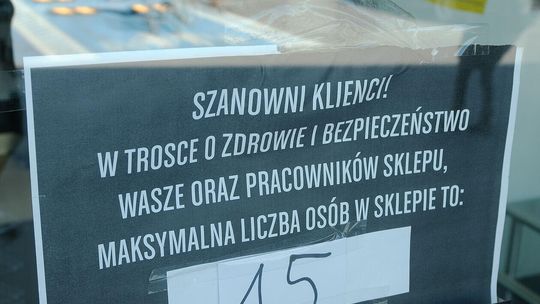 SZANOWNI KLIENCI!
W TROSCE O ZDROWIE I BEZPIECZEŃSTWO
WASZE ORAZ PRACOWNIKÓW SKLEPU,
MAKSYMALNA LICZBA OSÓB W SKLEPIE TO:
15